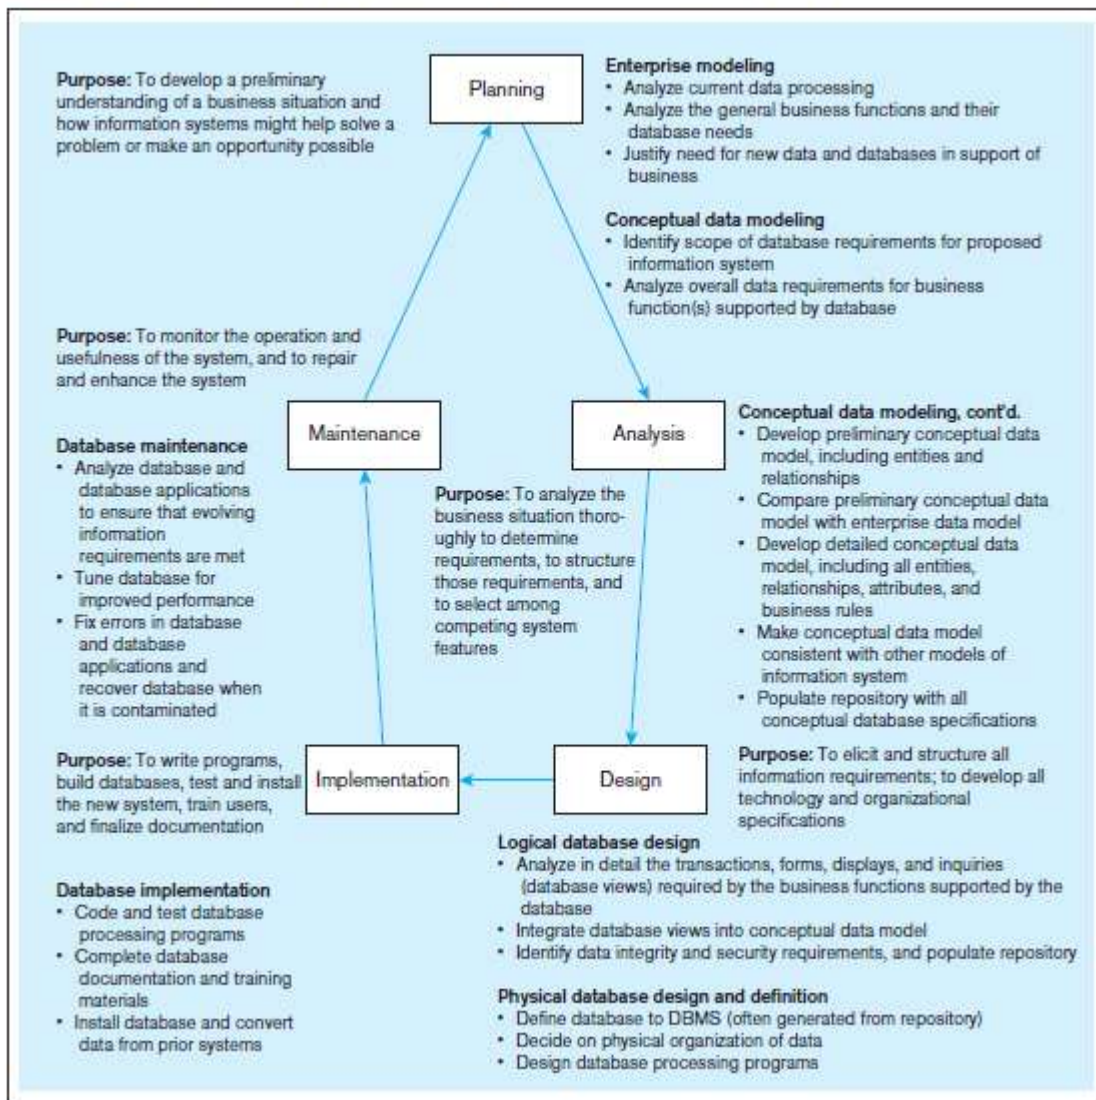 Planning
Purpose: To develop a preliminary
understanding of a business situation and
how information systems might help solve a
problem or make an opportunity possible
Enterprise modeling
• Analyze current data processing
• Analyze the general business functions and their
database needs
• Justify need for new data and databases in support of
business
Conceptual data modeling
• Identify scope of database requirements for proposed
information system
• Analyze overall data requirements for business
function(s) supported by database
Analysis
Purpose: To analyze the
business situation thoro-
ughly to determine
requirements, to structure
those requirements, and
to select among
competing system
features
Conceptual data modeling, cont'd.
• Develop preliminary conceptual data
model, including entities and
relationships
• Compare preliminary conceptual data
model with enterprise data model
• Develop detailed conceptual data
model, including all entities,
relationships, attributes, and
business rules
• Make conceptual data model
consistent with other models of
information system
• Populate repository with all
conceptual database specifications
Design
Purpose: To elicit and structure all
information requirements; to develop all
technology and organizational
specifications
Logical database design
• Analyze in detail the transactions, forms, displays, and inquiries
(database views) required by the business functions supported by the
database
• Integrate database views into conceptual data model
• Identify data integrity and security requirements, and populate repository
Physical database design and definition
• Define database to DBMS (often generated from repository)
• Decide on physical organization of data
• Design database processing programs
Implementation
Purpose: To write programs,
build databases, test and install
the new system, train users,
and finalize documentation
Database implementation
• Code and test database
processing programs
• Complete database
documentation and training
materials
• Install database and convert
data from prior systems
Maintenance
Purpose: To monitor the operation and
usefulness of the system, and to repair
and enhance the system
Database maintenance
• Analyze database and
database applications
to ensure that evolving
information
requirements are met
• Tune database for
improved performance
• Fix errors in database
and database
applications and
recover database when
it is contaminated